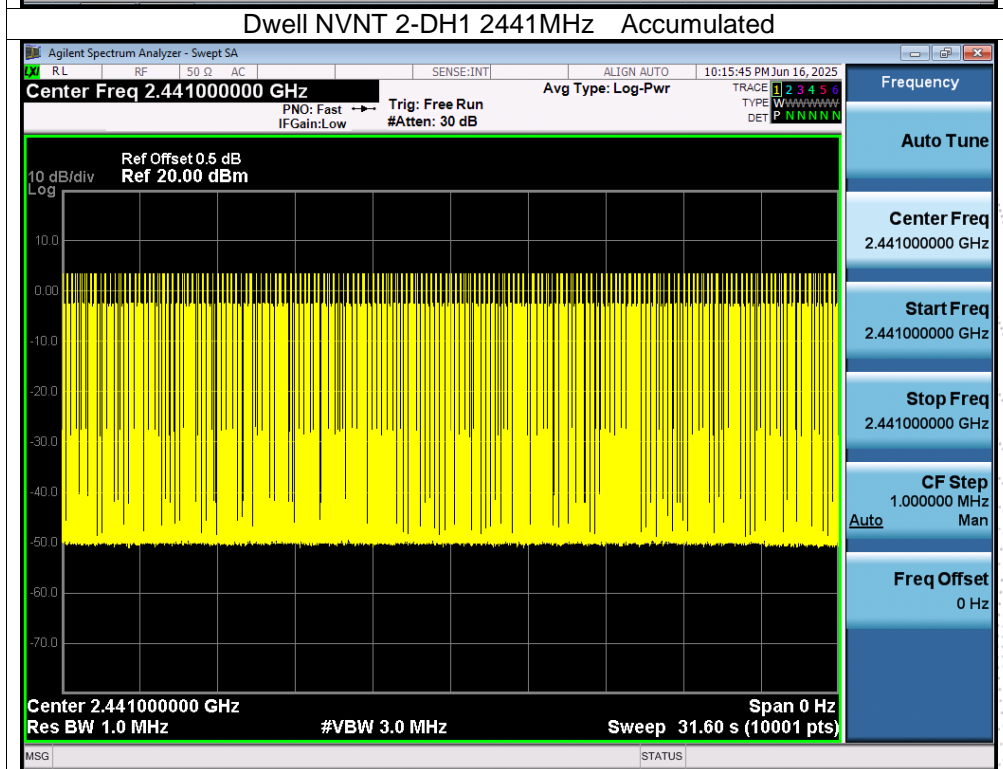 Dwell NVNT 2-DH1 2441MHz Accumulated
Agilent Spectrum Analyzer - Swept SA
LXI RL RF 50 Ω AC SENSE:INT ALIGN AUTO 10:15:45 PM Jun 16, 2025
Center Freq 2.441000000 GHz
PNO: Fast
IFGain:Low
Trig: Free Run
#Atten: 30 dB
Avg Type: Log-Pwr
TRACE 1 2 3 4 5 6
TYPE WWWWWW
DET P N N N N N
Frequency
Ref Offset 0.5 dB
10 dB/div Ref 20.00 dBm
Log
10.0
0.00
-10.0
-20.0
-30.0
-40.0
-50.0
-60.0
-70.0
Center 2.441000000 GHz Span 0 Hz
Res BW 1.0 MHz #VBW 3.0 MHz Sweep 31.60 s (10001 pts)
Auto Tune
Center Freq
2.441000000 GHz
Start Freq
2.441000000 GHz
Stop Freq
2.441000000 GHz
CF Step
1.000000 MHz
Auto Man
Freq Offset
0 Hz
MSG STATUS